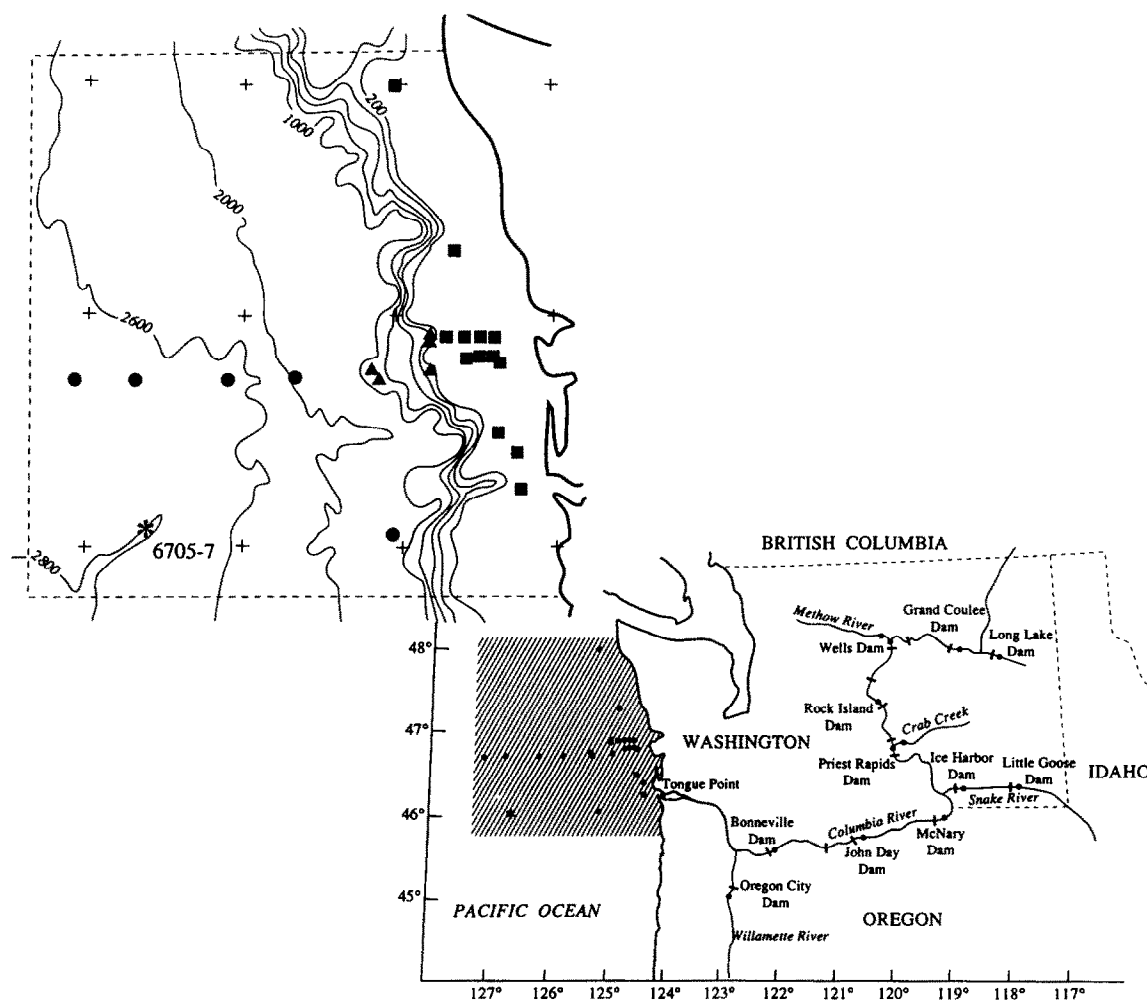 200
1000
2000
2600
2800
6705-7
BRITISH COLUMBIA
Methow River
Grand Coulee
Dam
Long Lake
Dam
Wells Dam
48°
47°
46°
45°
Rock Island
Dam
Crab Creek
WASHINGTON
Priest Rapids
Dam
Ice Harbor
Dam
Little Goose
Dam
IDAHO
Tongue Point
Snake River
Bonneville
Dam
Columbia River
McNary
Dam
John Day
Dam
Oregon City
Dam
PACIFIC OCEAN
OREGON
Willamette River
127° 126° 125° 124° 123° 122° 121° 120° 119° 118° 117°